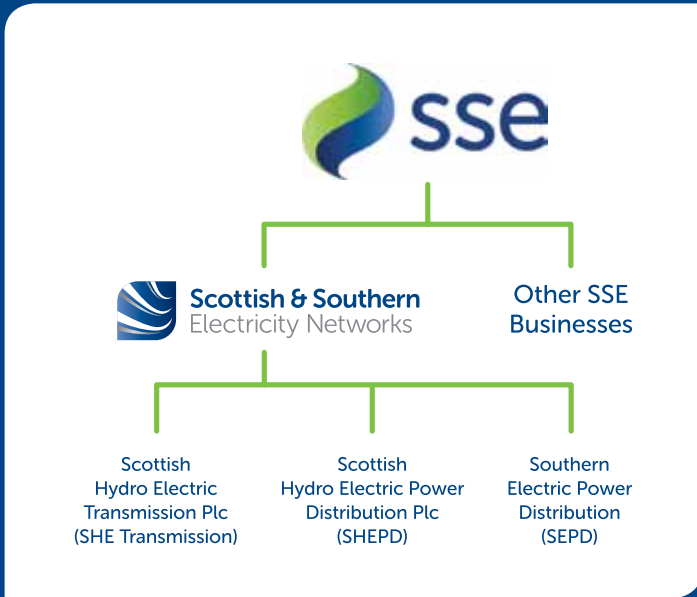 sse
Scottish & Southern
Electricity Networks
Other SSE
Businesses
Scottish
Hydro Electric
Transmission Plc
(SHE Transmission)
Scottish
Hydro Electric Power
Distribution Plc
(SHEPD)
Southern
Electric Power
Distribution
(SEPD)